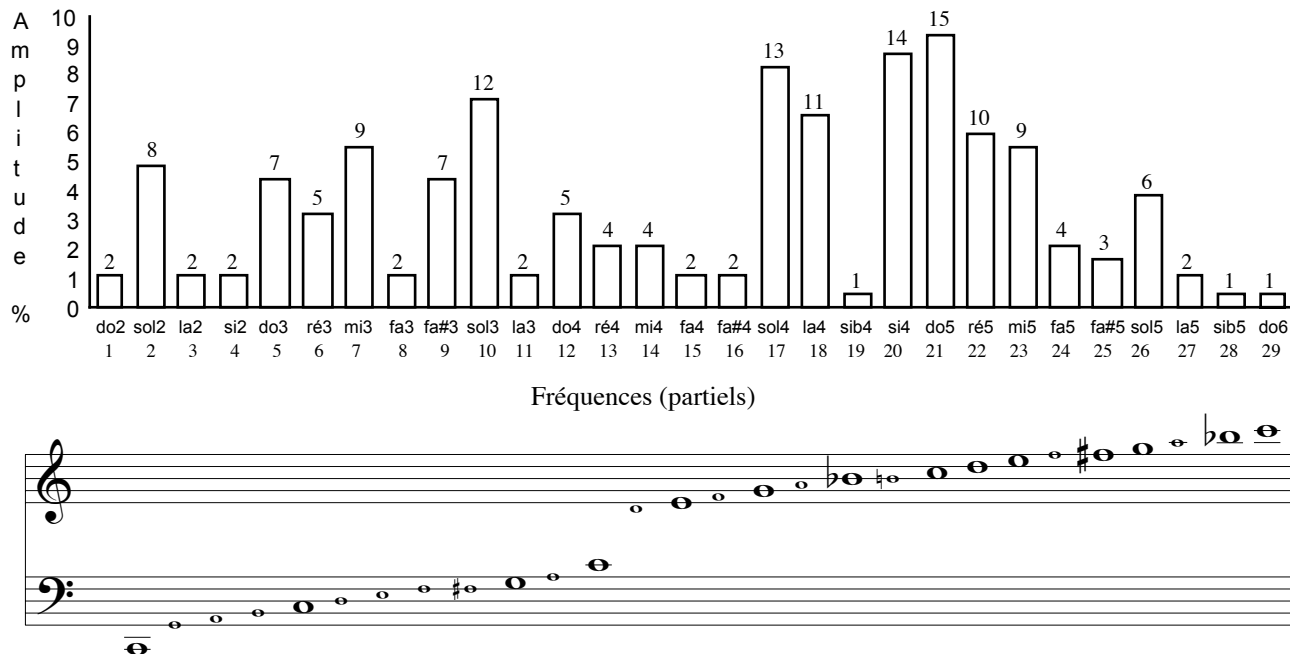 Amplitude %
10
9
8
7
6
5
4
3
2
1
0
2 8 2 2 7 5 9 2 7 12 2 5 4 4 2 2 13 11 1 14 15 10 9 4 3 6 2 1 1
do2 sol2 la2 si2 do3 ré3 mi3 fa3 fa#3 sol3 la3 do4 ré4 mi4 fa4 fa#4 sol4 la4 sib4 si4 do5 ré5 mi5 fa5 fa#5 sol5 la5 sib5 do6
1 2 3 4 5 6 7 8 9 10 11 12 13 14 15 16 17 18 19 20 21 22 23 24 25 26 27 28 29
Fréquences (partiels)